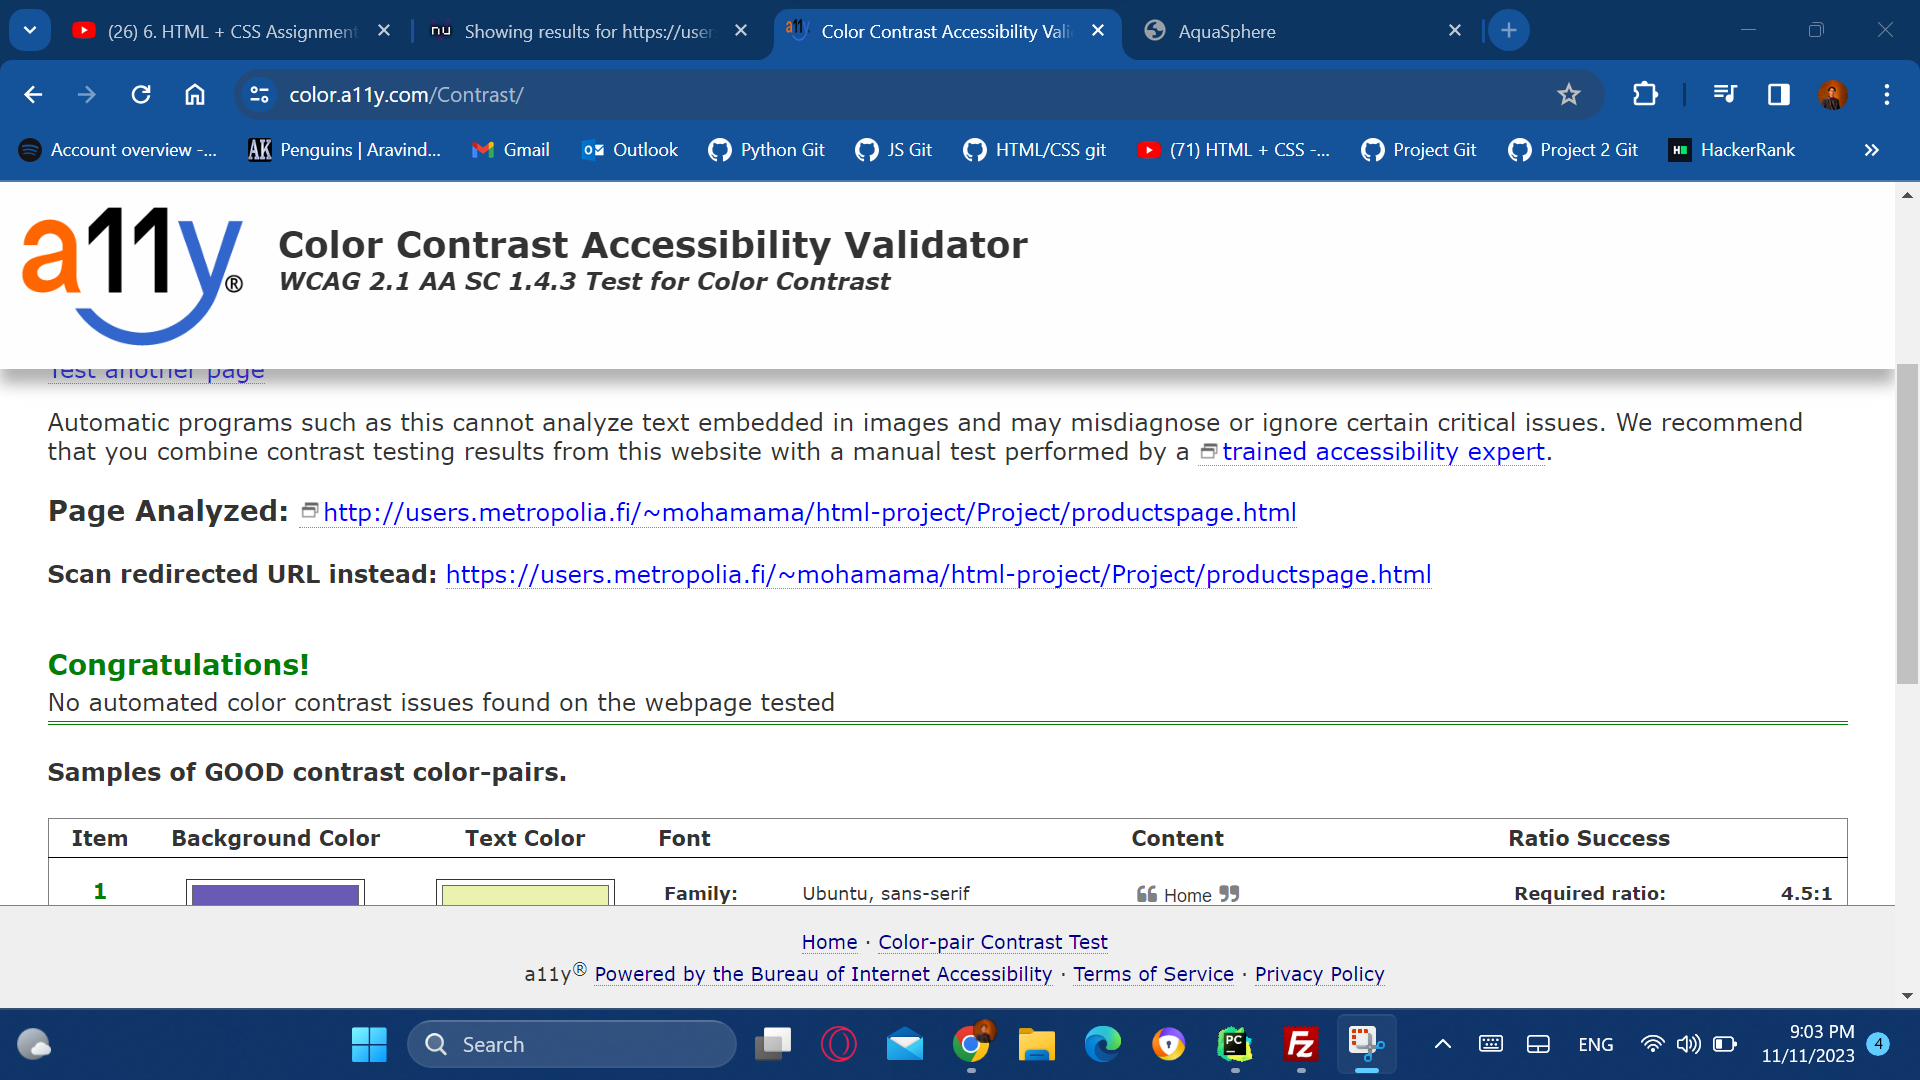 (26) 6. HTML + CSS Assignment
nu Showing results for https://user
a11y Color Contrast Accessibility Vali
AquaSphere
color.a11y.com/Contrast/
Account overview -...
AK Penguins | Aravind...
Gmail
Outlook
Python Git
JS Git
HTML/CSS git
(71) HTML + CSS -...
Project Git
Project 2 Git
HackerRank
a11y®
Color Contrast Accessibility Validator
WCAG 2.1 AA SC 1.4.3 Test for Color Contrast
Test another page
Automatic programs such as this cannot analyze text embedded in images and may misdiagnose or ignore certain critical issues. We recommend
that you combine contrast testing results from this website with a manual test performed by a trained accessibility expert.
Page Analyzed: http://users.metropolia.fi/~mohamama/html-project/Project/productspage.html
Scan redirected URL instead: https://users.metropolia.fi/~mohamama/html-project/Project/productspage.html
Congratulations!
No automated color contrast issues found on the webpage tested
Samples of GOOD contrast color-pairs.
Item Background Color Text Color Font Content Ratio Success
1 Family: Ubuntu, sans-serif ❝ Home ❞ Required ratio: 4.5:1
Home · Color-pair Contrast Test
a11y® Powered by the Bureau of Internet Accessibility · Terms of Service · Privacy Policy
Search
PC
Fz
ENG
9:03 PM
11/11/2023
4